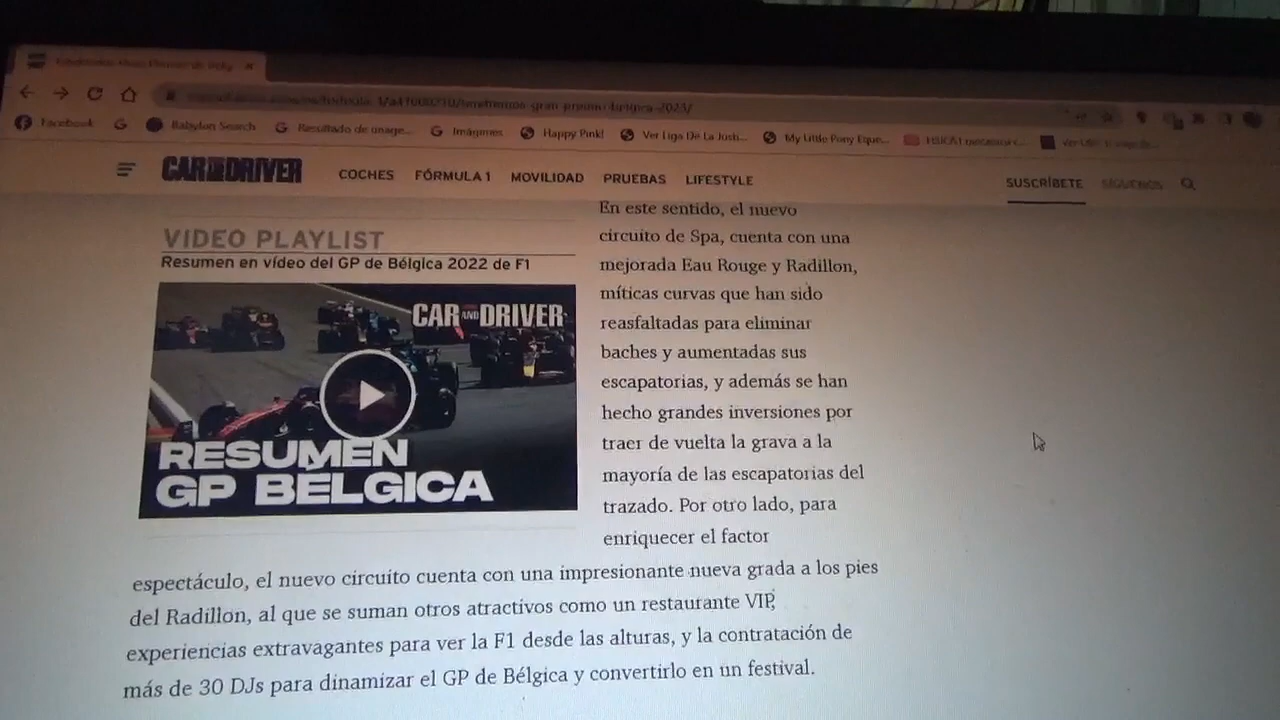 Facebook
Babylon Search
Resultado de image...
Imágenes
Happy Pink!
Ver Liga De La Justi...
My Little Pony Eque...
CAR AND DRIVER
COCHES
FÓRMULA 1
MOVILIDAD
PRUEBAS
LIFESTYLE
SUSCRÍBETE
SÍGUENOS
VIDEO PLAYLIST
Resumen en vídeo del GP de Bélgica 2022 de F1
CAR AND DRIVER
RESUMEN
GP BÉLGICA
En este sentido, el nuevo
circuito de Spa, cuenta con una
mejorada Eau Rouge y Radillon,
míticas curvas que han sido
reasfaltadas para eliminar
baches y aumentadas sus
escapatorias, y además se han
hecho grandes inversiones por
traer de vuelta la grava a la
mayoría de las escapatorias del
trazado. Por otro lado, para
enriquecer el factor
espectáculo, el nuevo circuito cuenta con una impresionante nueva grada a los pies
del Radillon, al que se suman otros atractivos como un restaurante VIP,
experiencias extravagantes para ver la F1 desde las alturas, y la contratación de
más de 30 DJs para dinamizar el GP de Bélgica y convertirlo en un festival.